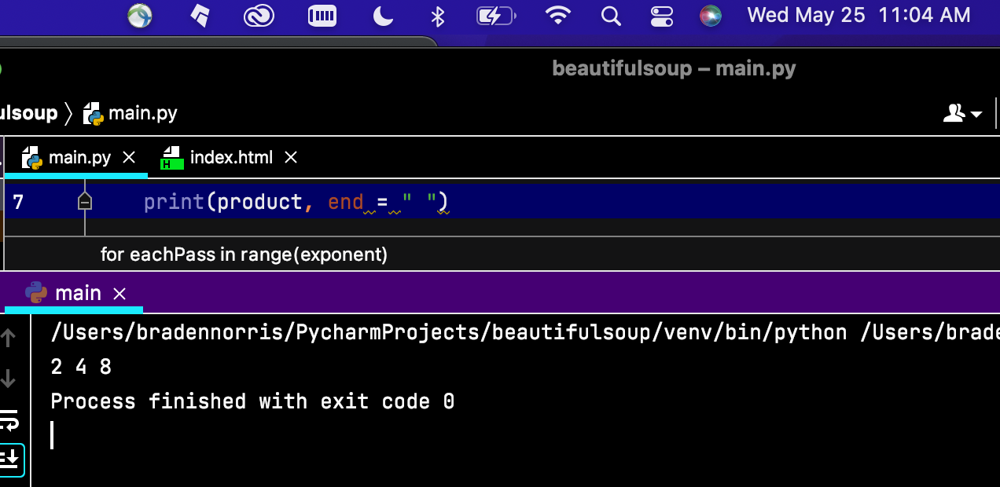 Wed May 25 11:04 AM
beautifulsoup – main.py
ulsoup 〉 main.py
main.py × index.html ×
7 print(product, end = " ")
for eachPass in range(exponent)
main ×
/Users/bradennorris/PycharmProjects/beautifulsoup/venv/bin/python /Users/brade
2 4 8
Process finished with exit code 0